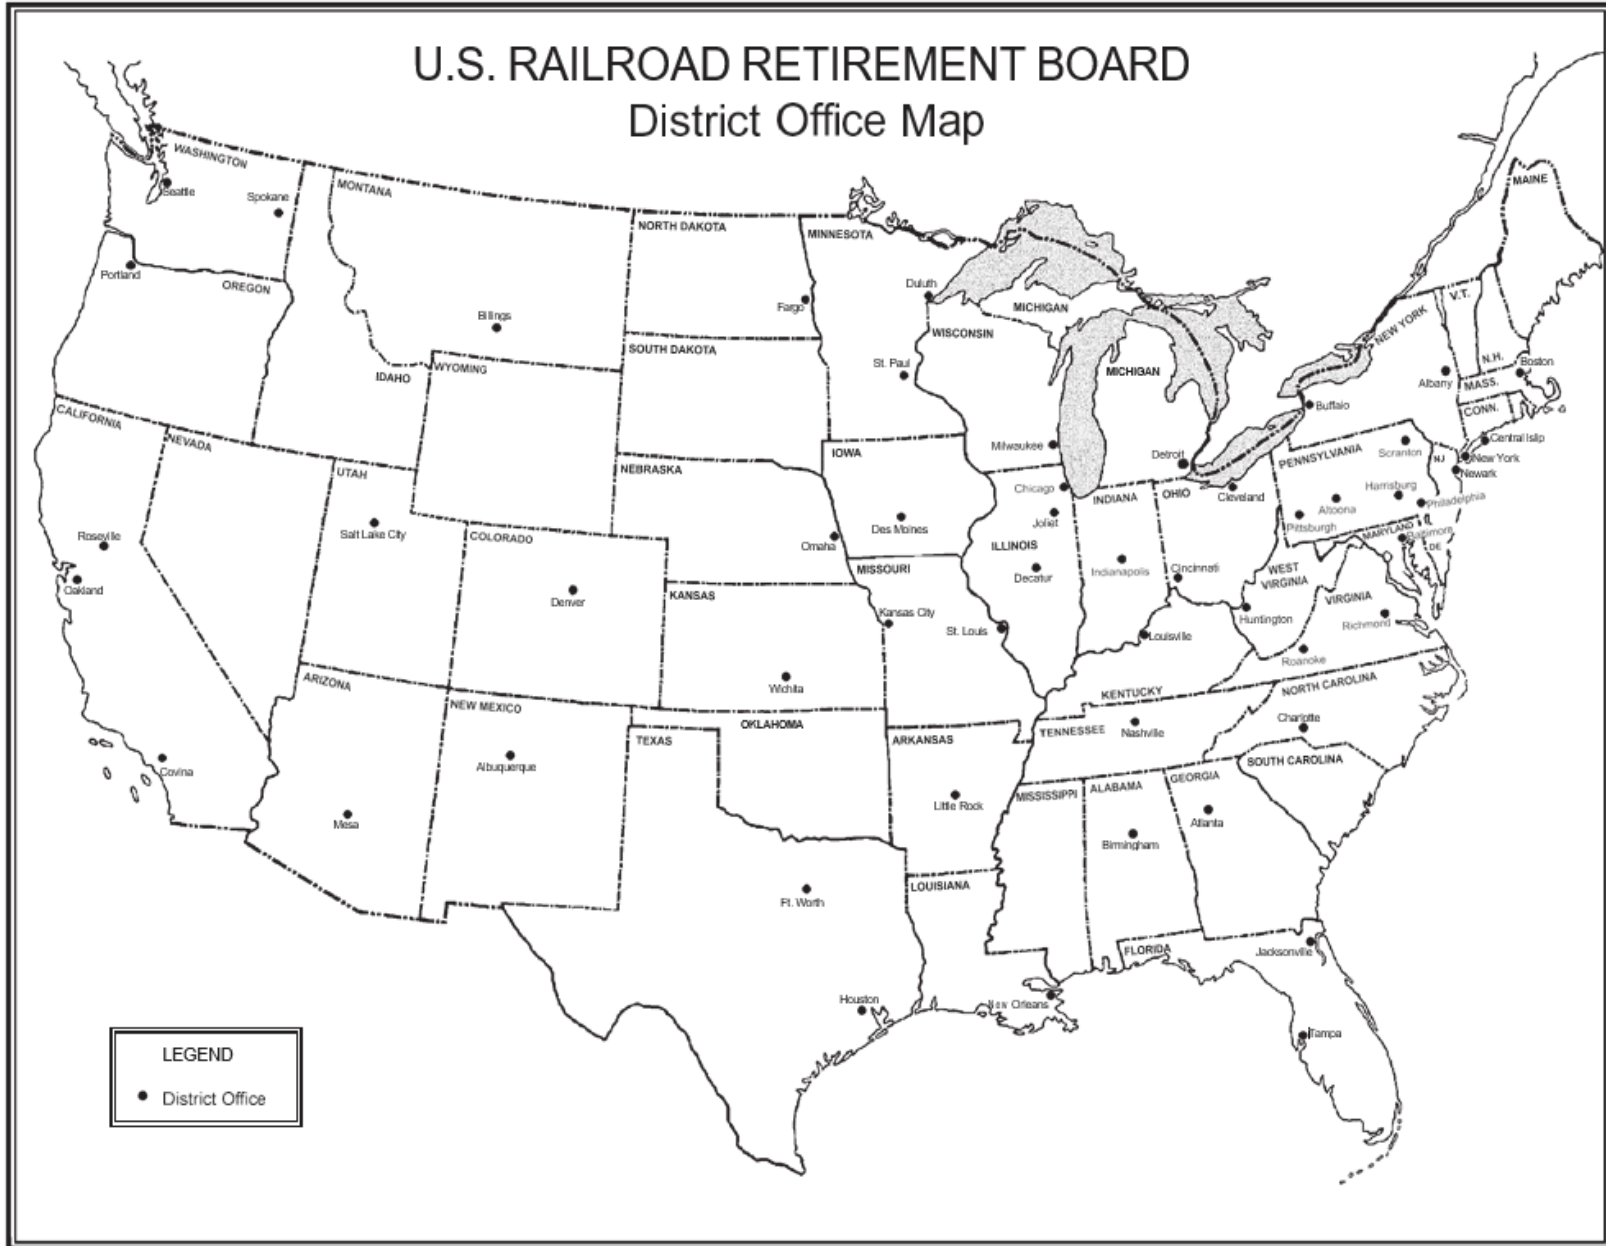 U.S. RAILROAD RETIREMENT BOARD
District Office Map
WASHINGTON
Seattle
Spokane
MONTANA
NORTH DAKOTA
MINNESOTA
MAINE
Portland
OREGON
Billings
Fargo
Duluth
MICHIGAN
V.T.
NEW YORK
WISCONSIN
SOUTH DAKOTA
IDAHO
WYOMING
St. Paul
MICHIGAN
N.H.
Boston
Albany
MASS.
CONN.
Buffalo
CALIFORNIA
NEVADA
UTAH
NEBRASKA
IOWA
Milwaukee
Detroit
PENNSYLVANIA
Scranton
Central Islip
NJ
New York
Newark
Chicago
INDIANA
OHIO
Cleveland
Harrisburg
Philadelphia
Altoona
Pittsburgh
MARYLAND
Baltimore
DE
Roseville
Salt Lake City
COLORADO
Omaha
Des Moines
Joliet
ILLINOIS
Decatur
Indianapolis
Cincinnati
WEST
VIRGINIA
VIRGINIA
MISSOURI
Oakland
Denver
KANSAS
Kansas City
St. Louis
Louisville
Huntington
Richmond
Roanoke
ARIZONA
NEW MEXICO
Wichita
OKLAHOMA
KENTUCKY
NORTH CAROLINA
TEXAS
ARKANSAS
TENNESSEE
Nashville
Charlotte
SOUTH CAROLINA
Covina
Albuquerque
Mesa
Little Rock
MISSISSIPPI
ALABAMA
GEORGIA
Atlanta
Birmingham
Ft. Worth
LOUISIANA
FLORIDA
Jacksonville
Houston
New Orleans
Tampa
LEGEND
District Office